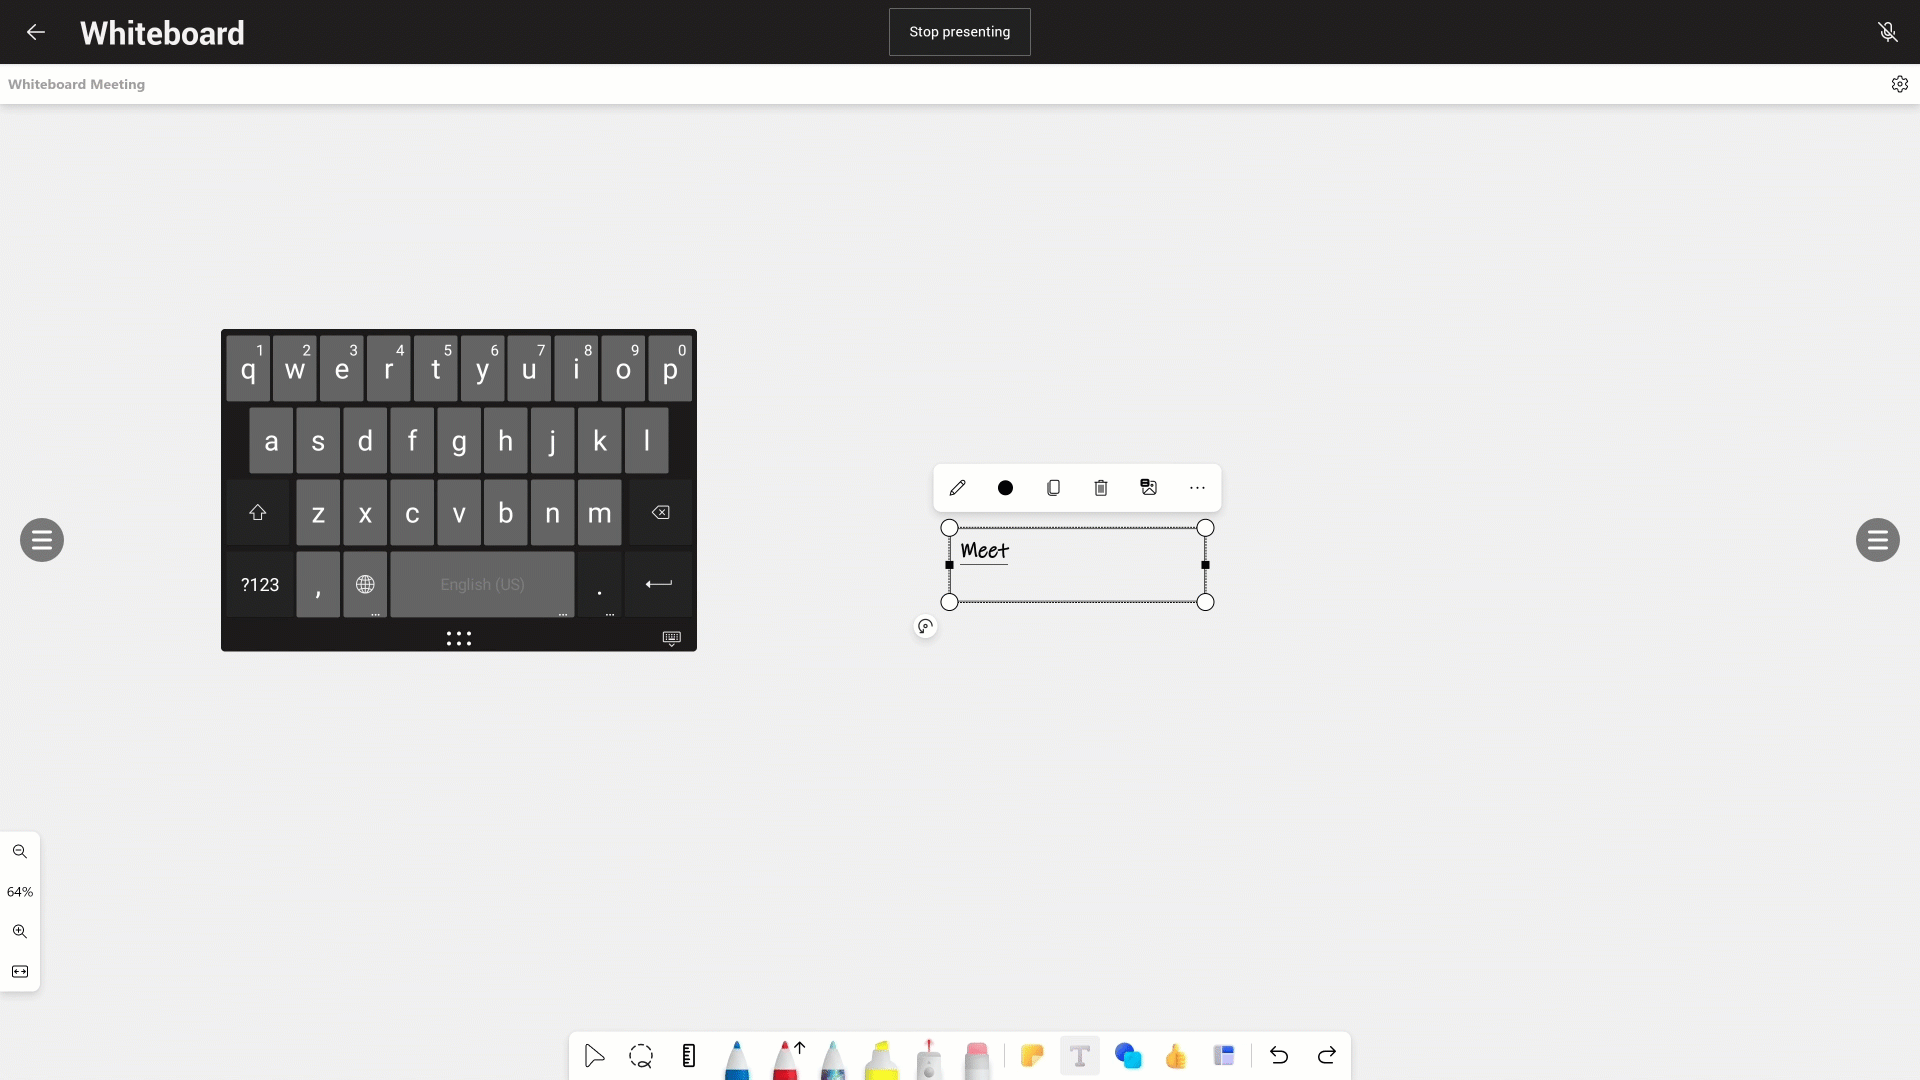 Whiteboard
Stop presenting
Whiteboard Meeting
1 2 3 4 5 6 7 8 9 0
q w e r t y u i o p
a s d f g h j k l
z x c v b n m
?123 , English (US) .
Meet
64%
T